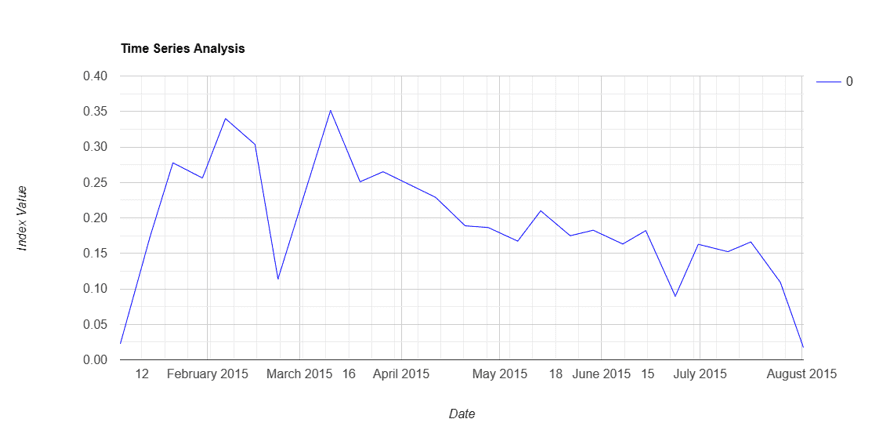 Time Series Analysis
0.40
0
0.35
0.30
0.25
0.20
0.15
0.10
0.05
0.00
Index Value
12 February 2015 March 2015 16 April 2015 May 2015 18 June 2015 15 July 2015 August 2015
Date